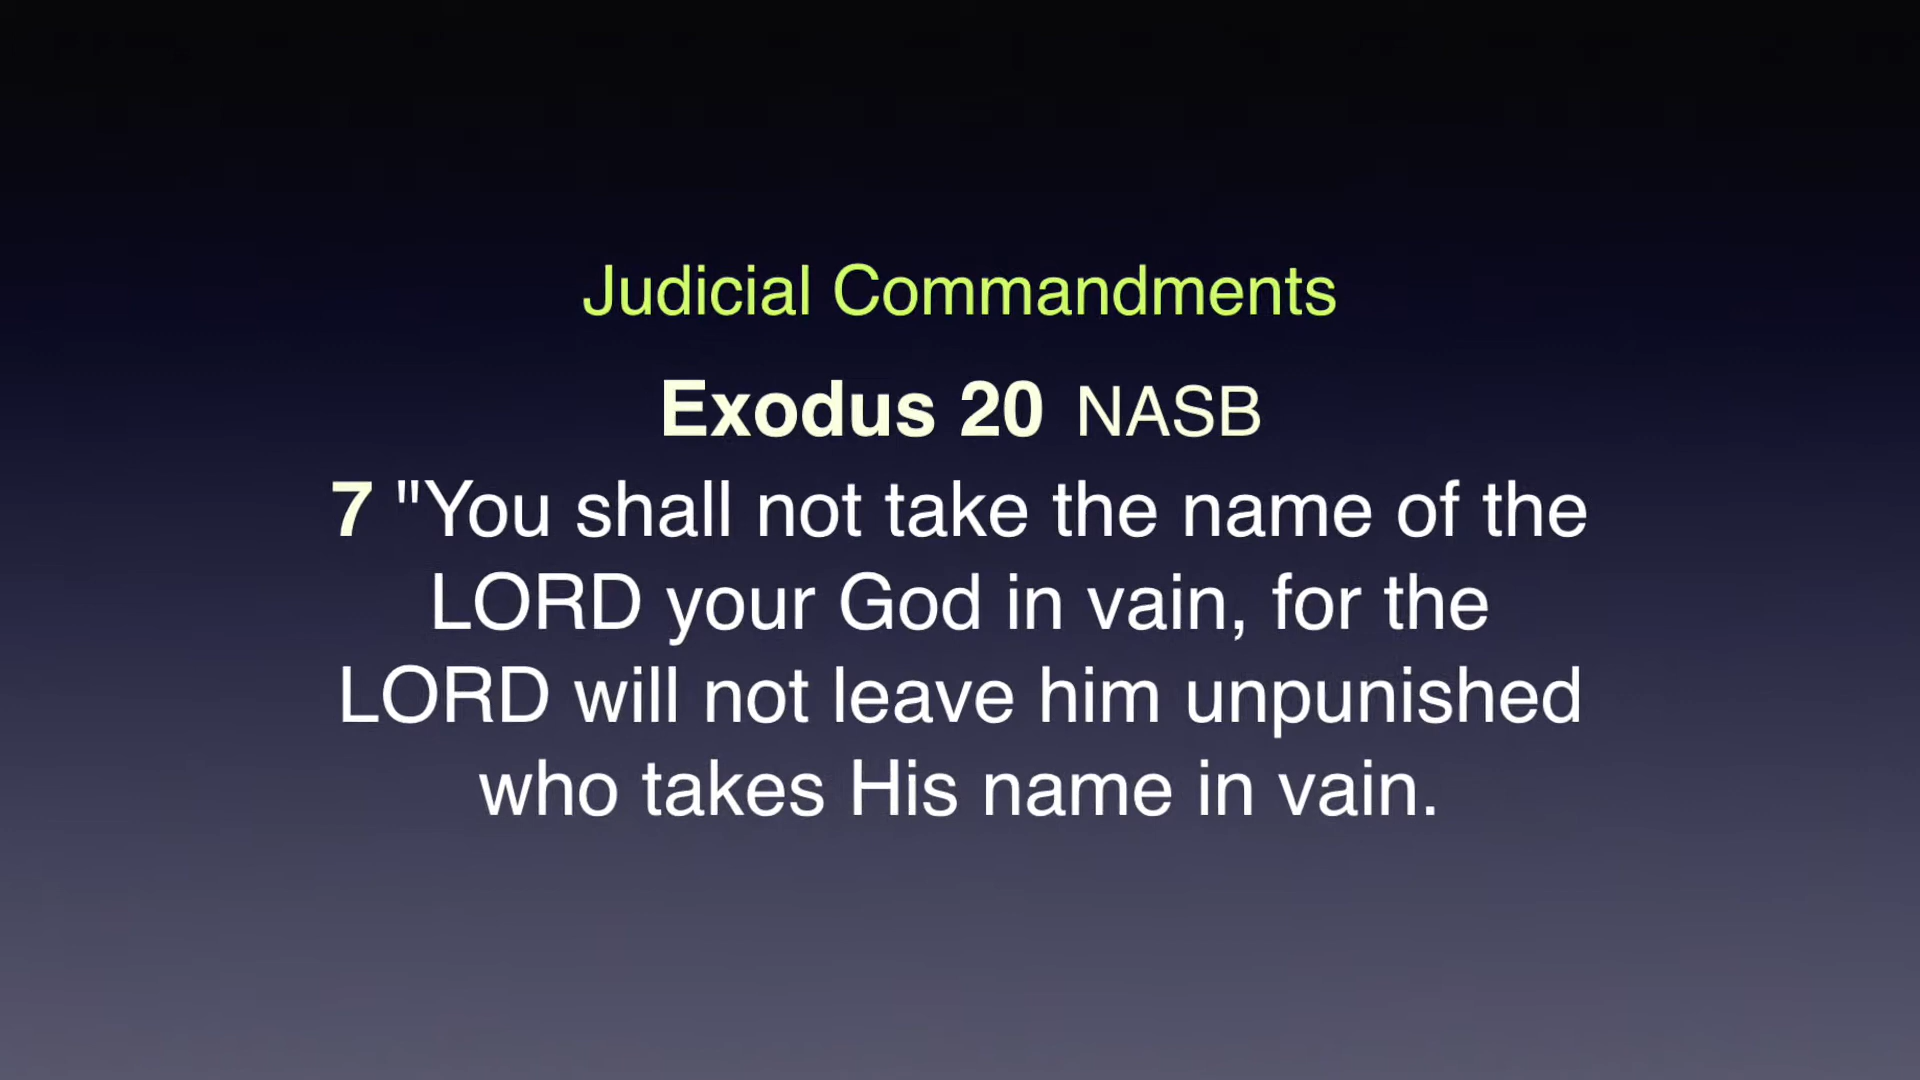 Judicial Commandments
Exodus 20 NASB
7 "You shall not take the name of the
LORD your God in vain, for the
LORD will not leave him unpunished
who takes His name in vain.